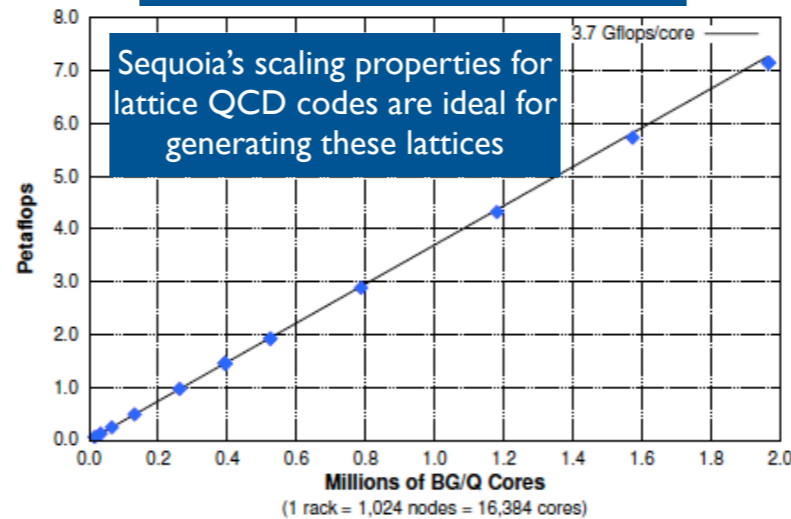 8.0
3.7 Gflops/core
Sequoia's scaling properties for
lattice QCD codes are ideal for
generating these lattices
7.0
6.0
5.0
4.0
3.0
2.0
1.0
0.0
Petaflops
0.0 0.2 0.4 0.6 0.8 1.0 1.2 1.4 1.6 1.8 2.0
Millions of BG/Q Cores
(1 rack = 1,024 nodes = 16,384 cores)